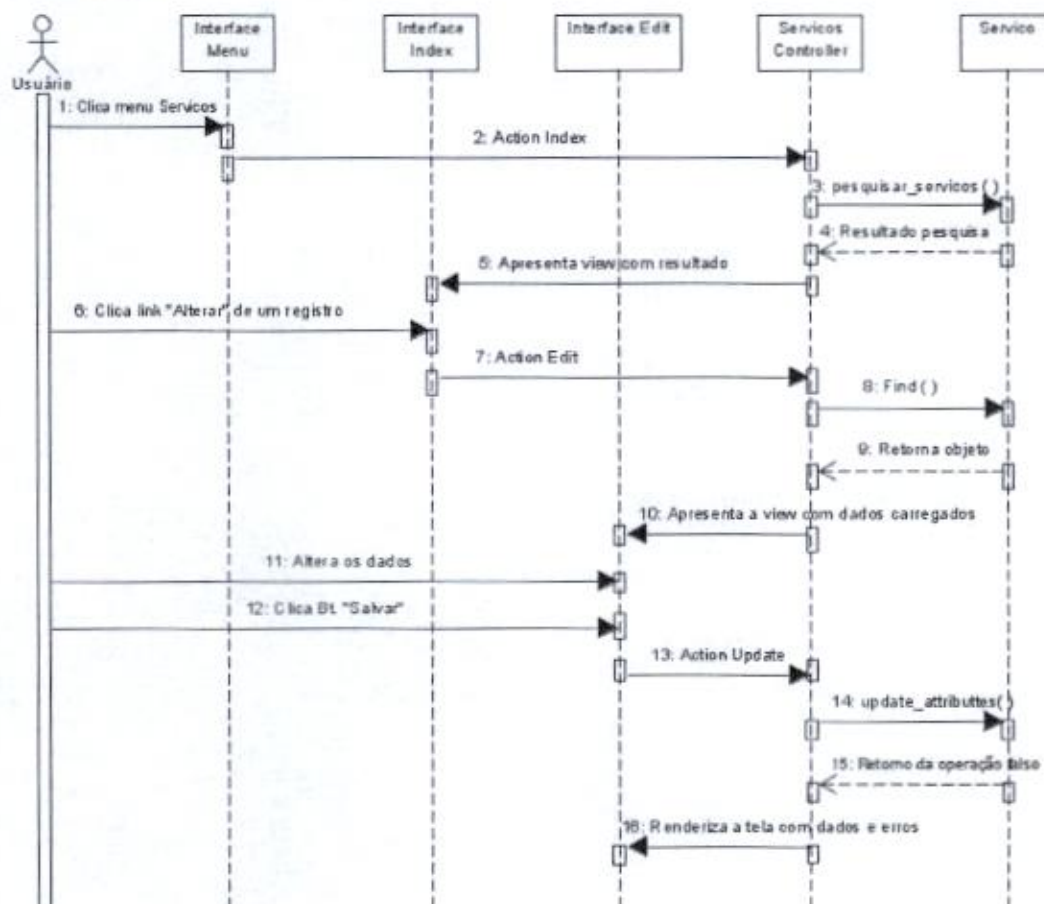 Interface
Menu
Interface
Index
Interface Edit
Servicos
Controller
Servico
Usuário
1: Clica menu Servicos
2: Action Index
3: pesquisar_servicos()
4: Resultado pesquisa
5: Apresenta view com resultado
6: Clica link "Alterar" de um registro
7: Action Edit
8: Find()
9: Retorna objeto
10: Apresenta a view com dados carregados
11: Altera os dados
12: Clica Bt. "Salvar"
13: Action Update
14: update_attributtes()
15: Retorno da operação falso
16: Renderiza a tela com dados e erros